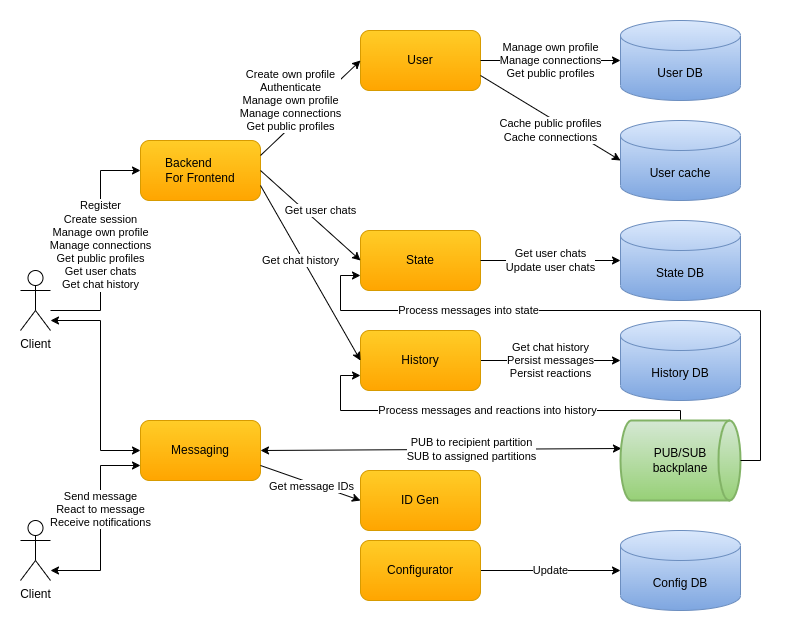 User
Create own profile
Authenticate
Manage own profile
Manage connections
Get public profiles
Manage own profile
Manage connections
Get public profiles
User DB
Cache public profiles
Cache connections
User cache
Backend
For Frontend
Register
Create session
Manage own profile
Manage connections
Get public profiles
Get user chats
Get chat history
Client
Get user chats
Get chat history
State
Get user chats
Update user chats
State DB
Process messages into state
History
Get chat history
Persist messages
Persist reactions
History DB
Process messages and reactions into history
Messaging
PUB to recipient partition
SUB to assigned partitions
PUB/SUB
backplane
Get message IDs
ID Gen
Send message
React to message
Receive notifications
Client
Configurator
Update
Config DB